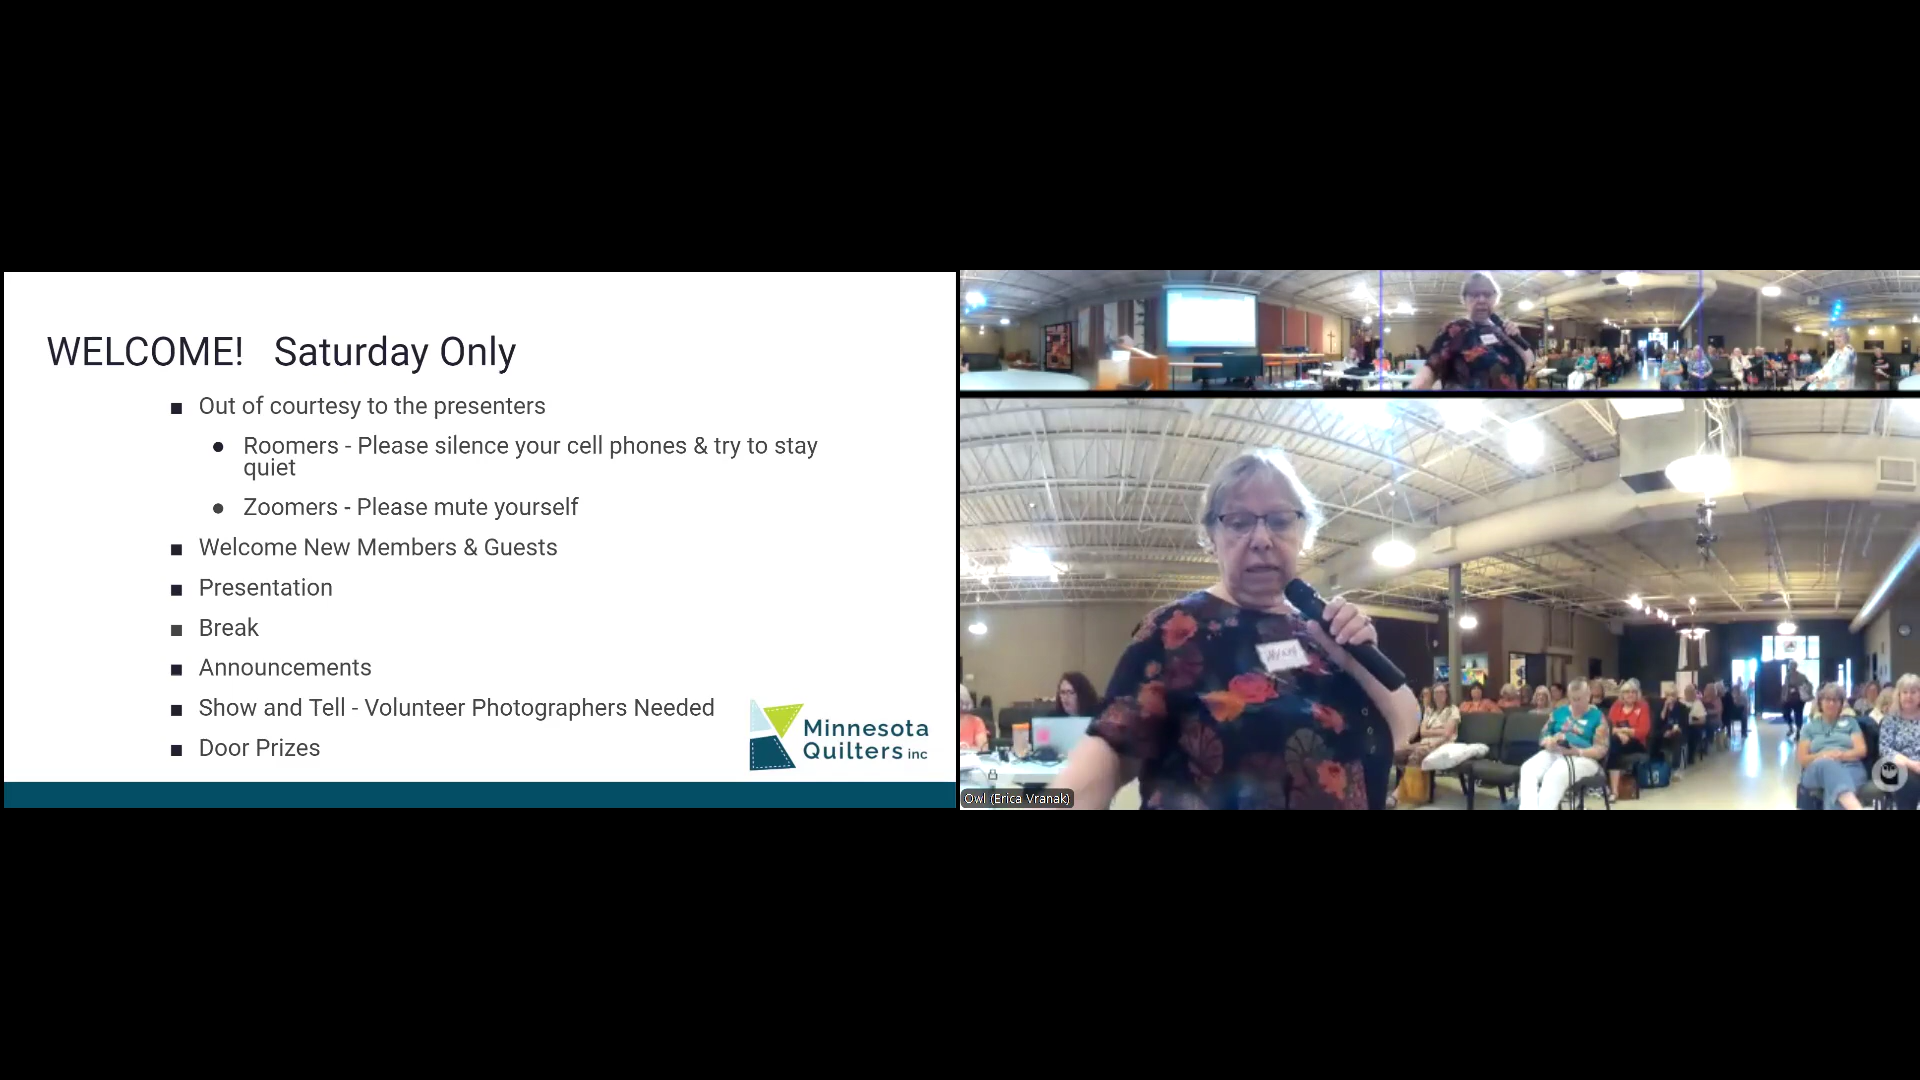 WELCOME! Saturday Only
■ Out of courtesy to the presenters
● Roomers - Please silence your cell phones & try to stay
quiet
● Zoomers - Please mute yourself
■ Welcome New Members & Guests
■ Presentation
■ Break
■ Announcements
■ Show and Tell - Volunteer Photographers Needed
■ Door Prizes
Minnesota
Quilters inc
Owl (Erica Vranak)